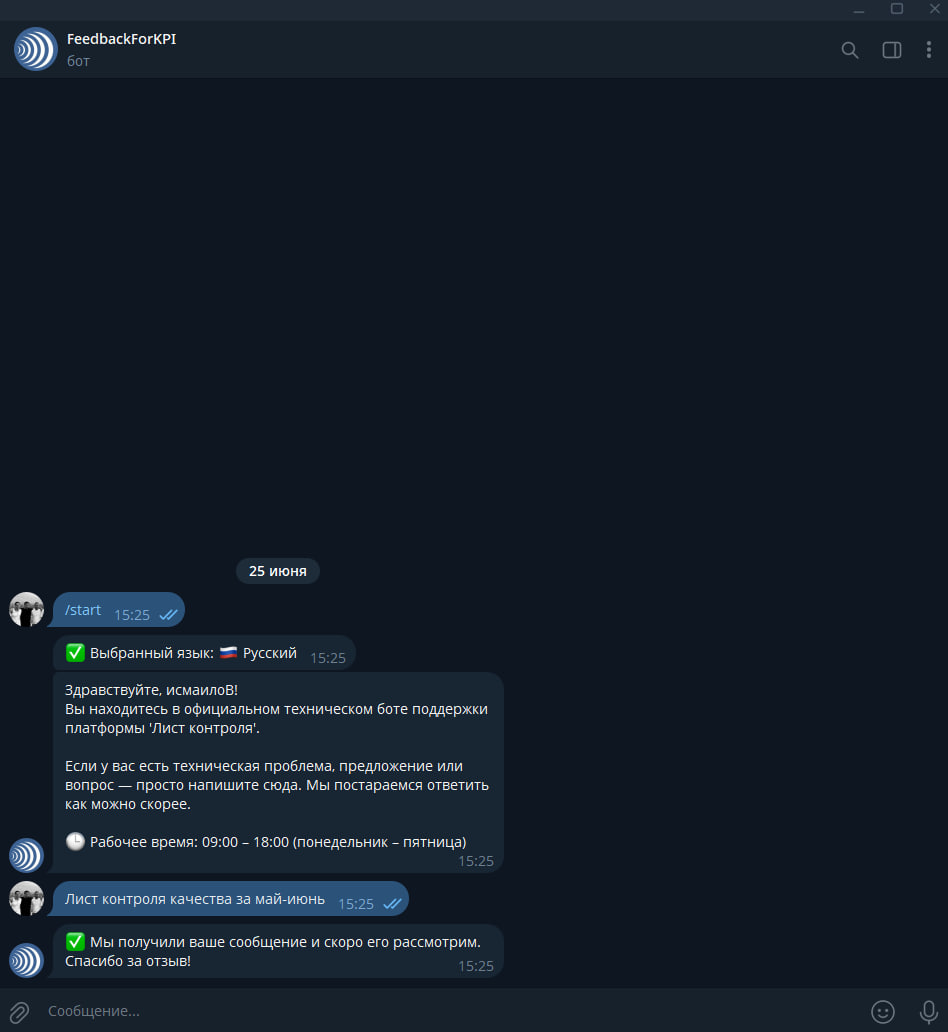 FeedbackForKPI
бот
25 июня
/start 15:25
✅ Выбранный язык: 🇷🇺 Русский 15:25
Здравствуйте, исмаилоВ!
Вы находитесь в официальном техническом боте поддержки
платформы 'Лист контроля'.
Если у вас есть техническая проблема, предложение или
вопрос — просто напишите сюда. Мы постараемся ответить
как можно скорее.
🕒 Рабочее время: 09:00 – 18:00 (понедельник – пятница)
15:25
Лист контроля качества за май-июнь 15:25
✅ Мы получили ваше сообщение и скоро его рассмотрим.
Спасибо за отзыв! 15:25
Сообщение...